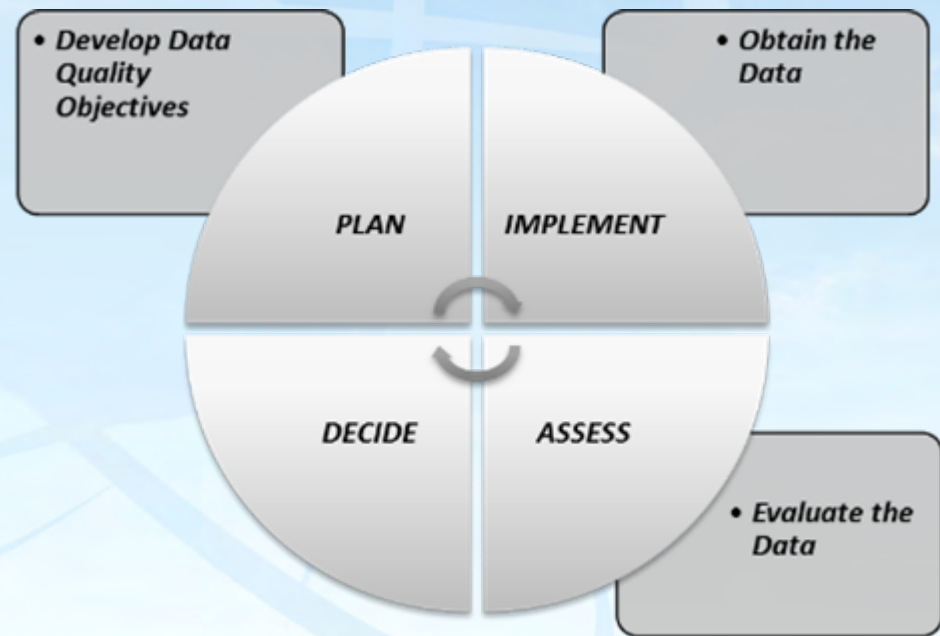 • Develop Data
Quality
Objectives
• Obtain the
Data
PLAN
IMPLEMENT
DECIDE
ASSESS
• Evaluate the
Data